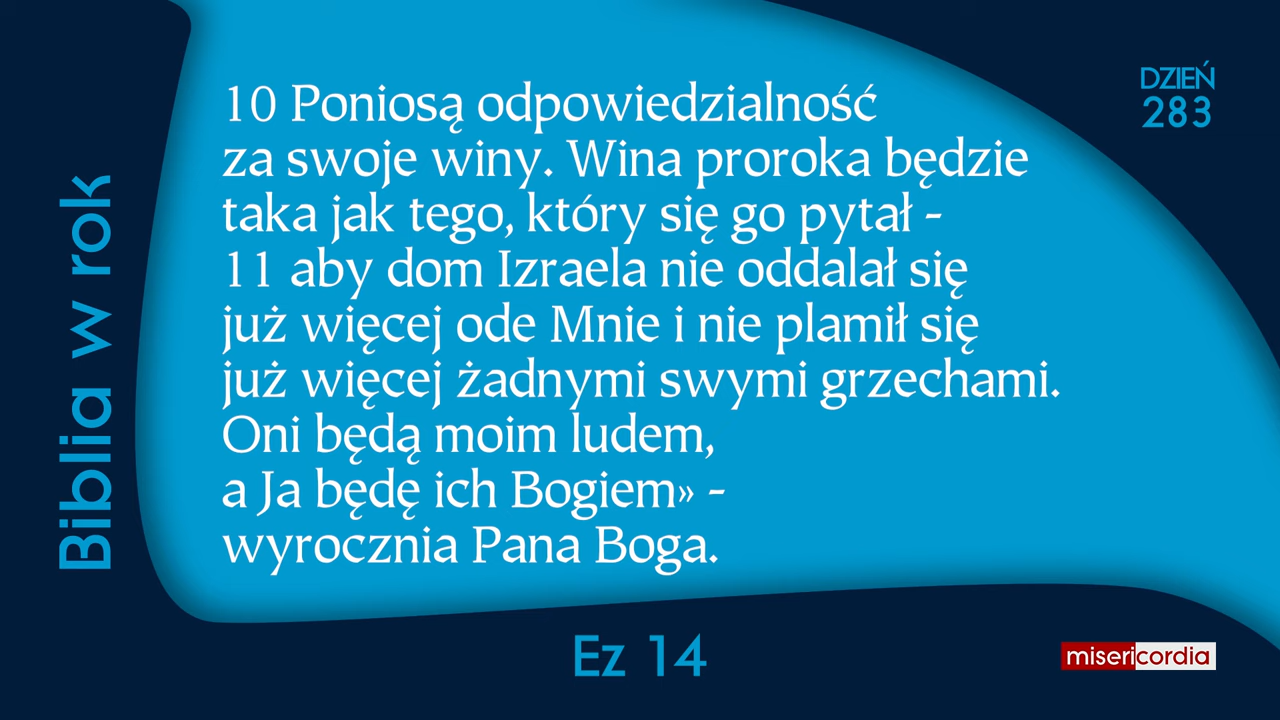 DZIEŃ
283
Biblia w rok
10 Poniosą odpowiedzialność
za swoje winy. Wina proroka będzie
taka jak tego, który się go pytał -
11 aby dom Izraela nie oddalał się
już więcej ode Mnie i nie plamił się
już więcej żadnymi swymi grzechami.
Oni będą moim ludem,
a Ja będę ich Bogiem» -
wyrocznia Pana Boga.
Ez 14
misericordia